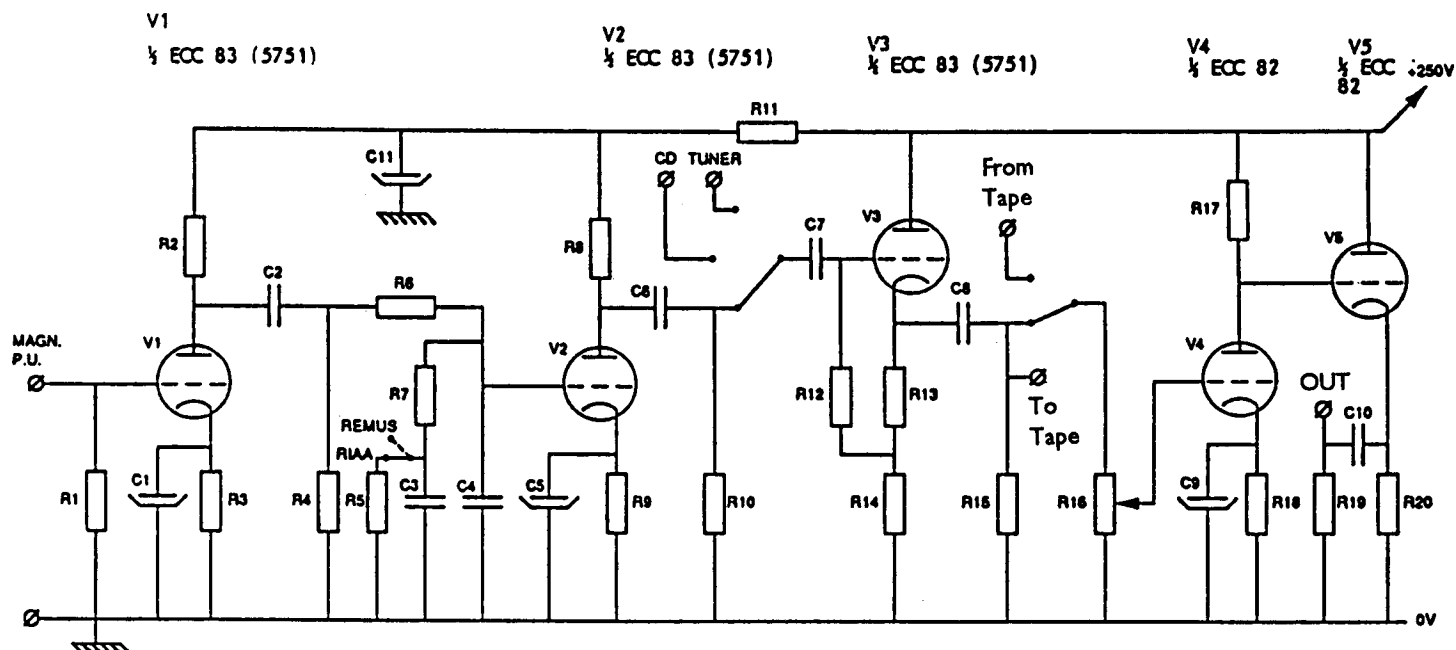 V1
½ ECC 83 (5751)
V2
½ ECC 83 (5751)
V3
½ ECC 83 (5751)
V4
½ ECC 82
V5
½ ECC
82
+250V
R11
C11
CD TUNER
From
Tape
R2
R8
C7
V3
R17
V5
C2
R6
C6
C8
MAGN.
P.U.
V1
V2
V4
R7
R12
R13
To
Tape
OUT
C10
REMUS
RIAA
R1
C1
R3
R4
R5
C3
C4
C5
R9
R10
R14
R15
R16
C9
R18
R19
R20
0V